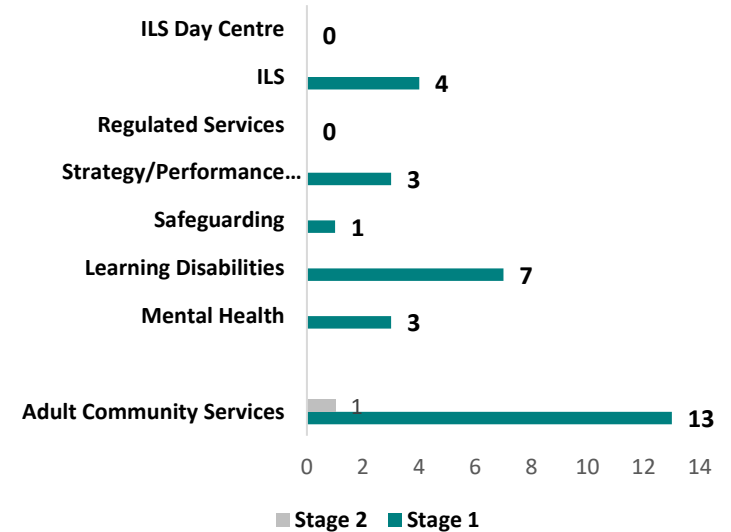 ILS Day Centre 0
ILS 4
Regulated Services 0
Strategy/Performance... 3
Safeguarding 1
Learning Disabilities 7
Mental Health 3
1
Adult Community Services 13
0 2 4 6 8 10 12 14
Stage 2 Stage 1